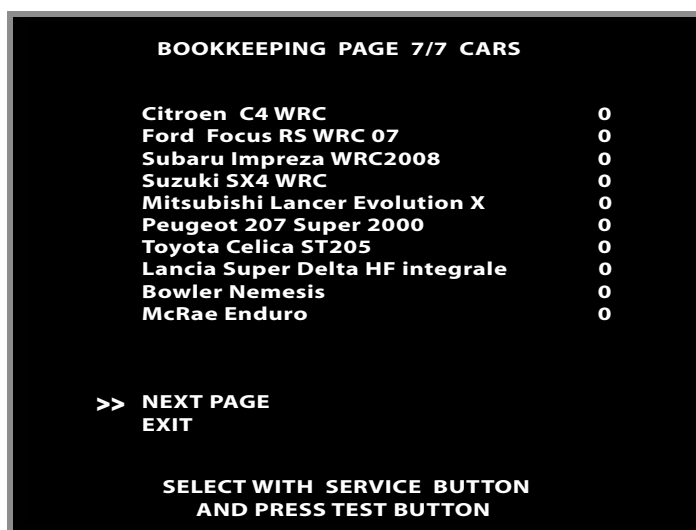 BOOKKEEPING PAGE 7/7 CARS
Citroen C4 WRC 0
Ford Focus RS WRC 07 0
Subaru Impreza WRC2008 0
Suzuki SX4 WRC 0
Mitsubishi Lancer Evolution X 0
Peugeot 207 Super 2000 0
Toyota Celica ST205 0
Lancia Super Delta HF integrale 0
Bowler Nemesis 0
McRae Enduro 0
>> NEXT PAGE
EXIT
SELECT WITH SERVICE BUTTON
AND PRESS TEST BUTTON